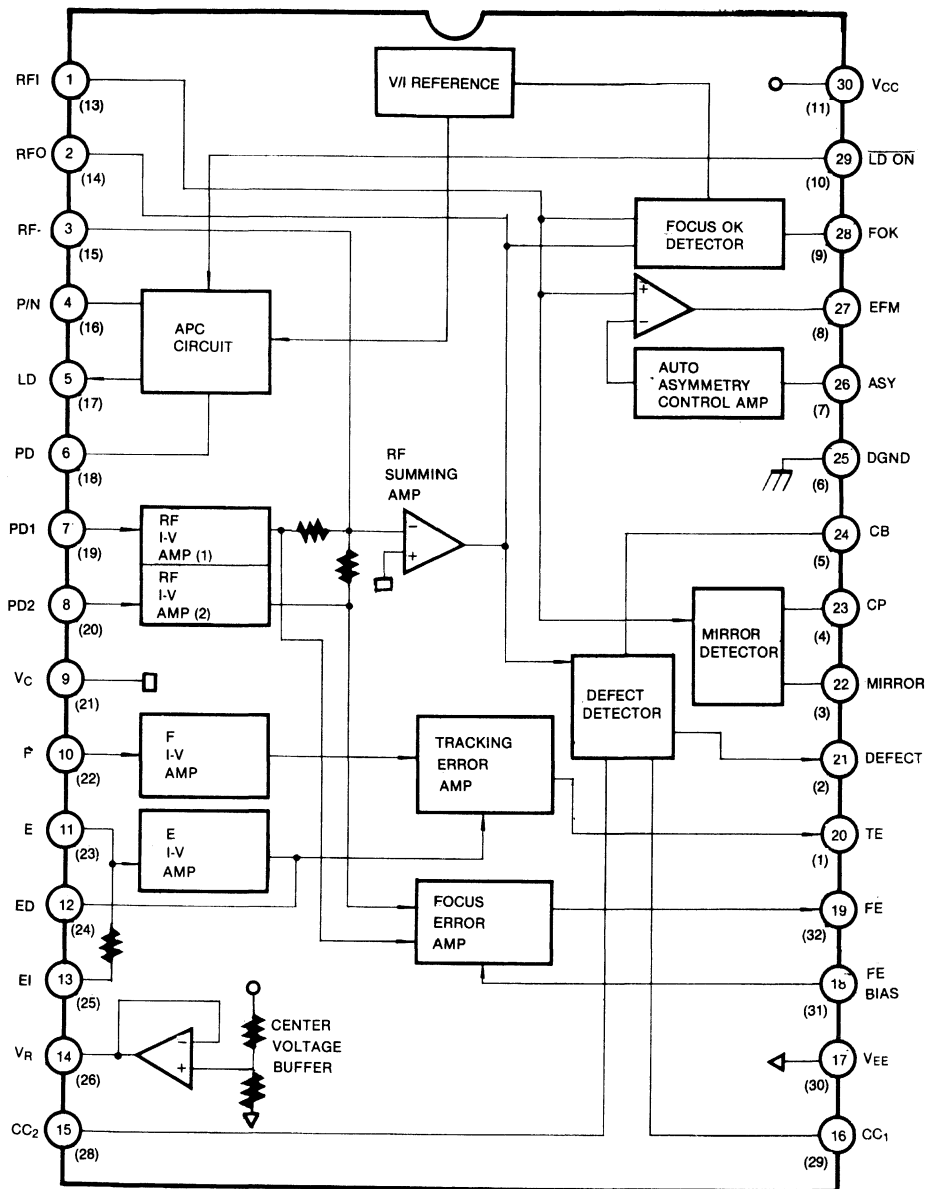 RFI
1
(13)
RFO
2
(14)
RF-
3
(15)
P/N
4
(16)
LD
5
(17)
PD
6
(18)
PD1
7
(19)
PD2
8
(20)
VC
9
(21)
F
10
(22)
E
11
(23)
ED
12
(24)
EI
13
(25)
VR
14
(26)
CC2
15
(28)
V/I REFERENCE
APC
CIRCUIT
FOCUS OK
DETECTOR
+
−
AUTO
ASYMMETRY
CONTROL AMP
RF
SUMMING
AMP
−
+
RF
I-V
AMP (1)
RF
I-V
AMP (2)
MIRROR
DETECTOR
DEFECT
DETECTOR
F
I-V
AMP
TRACKING
ERROR
AMP
E
I-V
AMP
FOCUS
ERROR
AMP
CENTER
VOLTAGE
BUFFER
−
+
30
VCC
(11)
29
LD ON
(10)
28
FOK
(9)
27
EFM
(8)
26
ASY
(7)
25
DGND
(6)
24
CB
(5)
23
CP
(4)
22
MIRROR
(3)
21
DEFECT
(2)
20
TE
(1)
19
FE
(32)
18
FE
BIAS
(31)
17
VEE
(30)
16
CC1
(29)